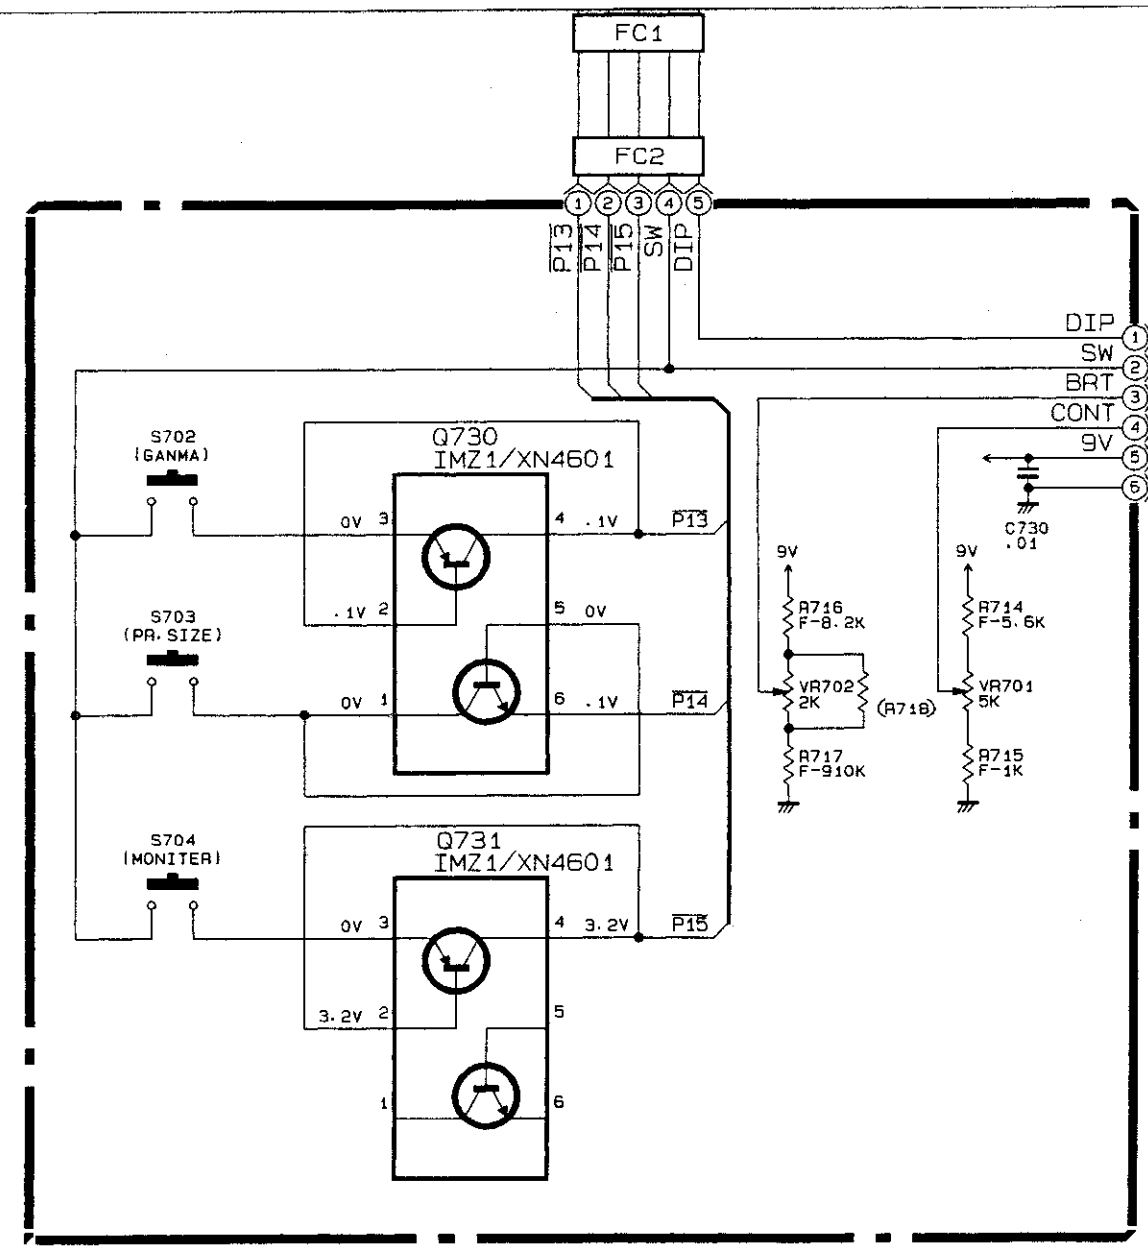 FC1
FC2
1 2 3 4 5
P13
P14
P15
SW
DIP
DIP 1
SW 2
BRT 3
CONT 4
9V 5
6
C730
.01
S702
(GANMA)
Q730
IMZ1/XN4601
0V 3
4 .1V P13
.1V 2
5 0V
S703
(PR.SIZE)
0V 1
6 .1V P14
9V
R716
F-8.2K
VR702
2K
(R718)
R717
F-910K
9V
R714
F-5.6K
VR701
5K
R715
F-1K
S704
(MONITER)
Q731
IMZ1/XN4601
0V 3
4 3.2V P15
3.2V 2
5
1
6